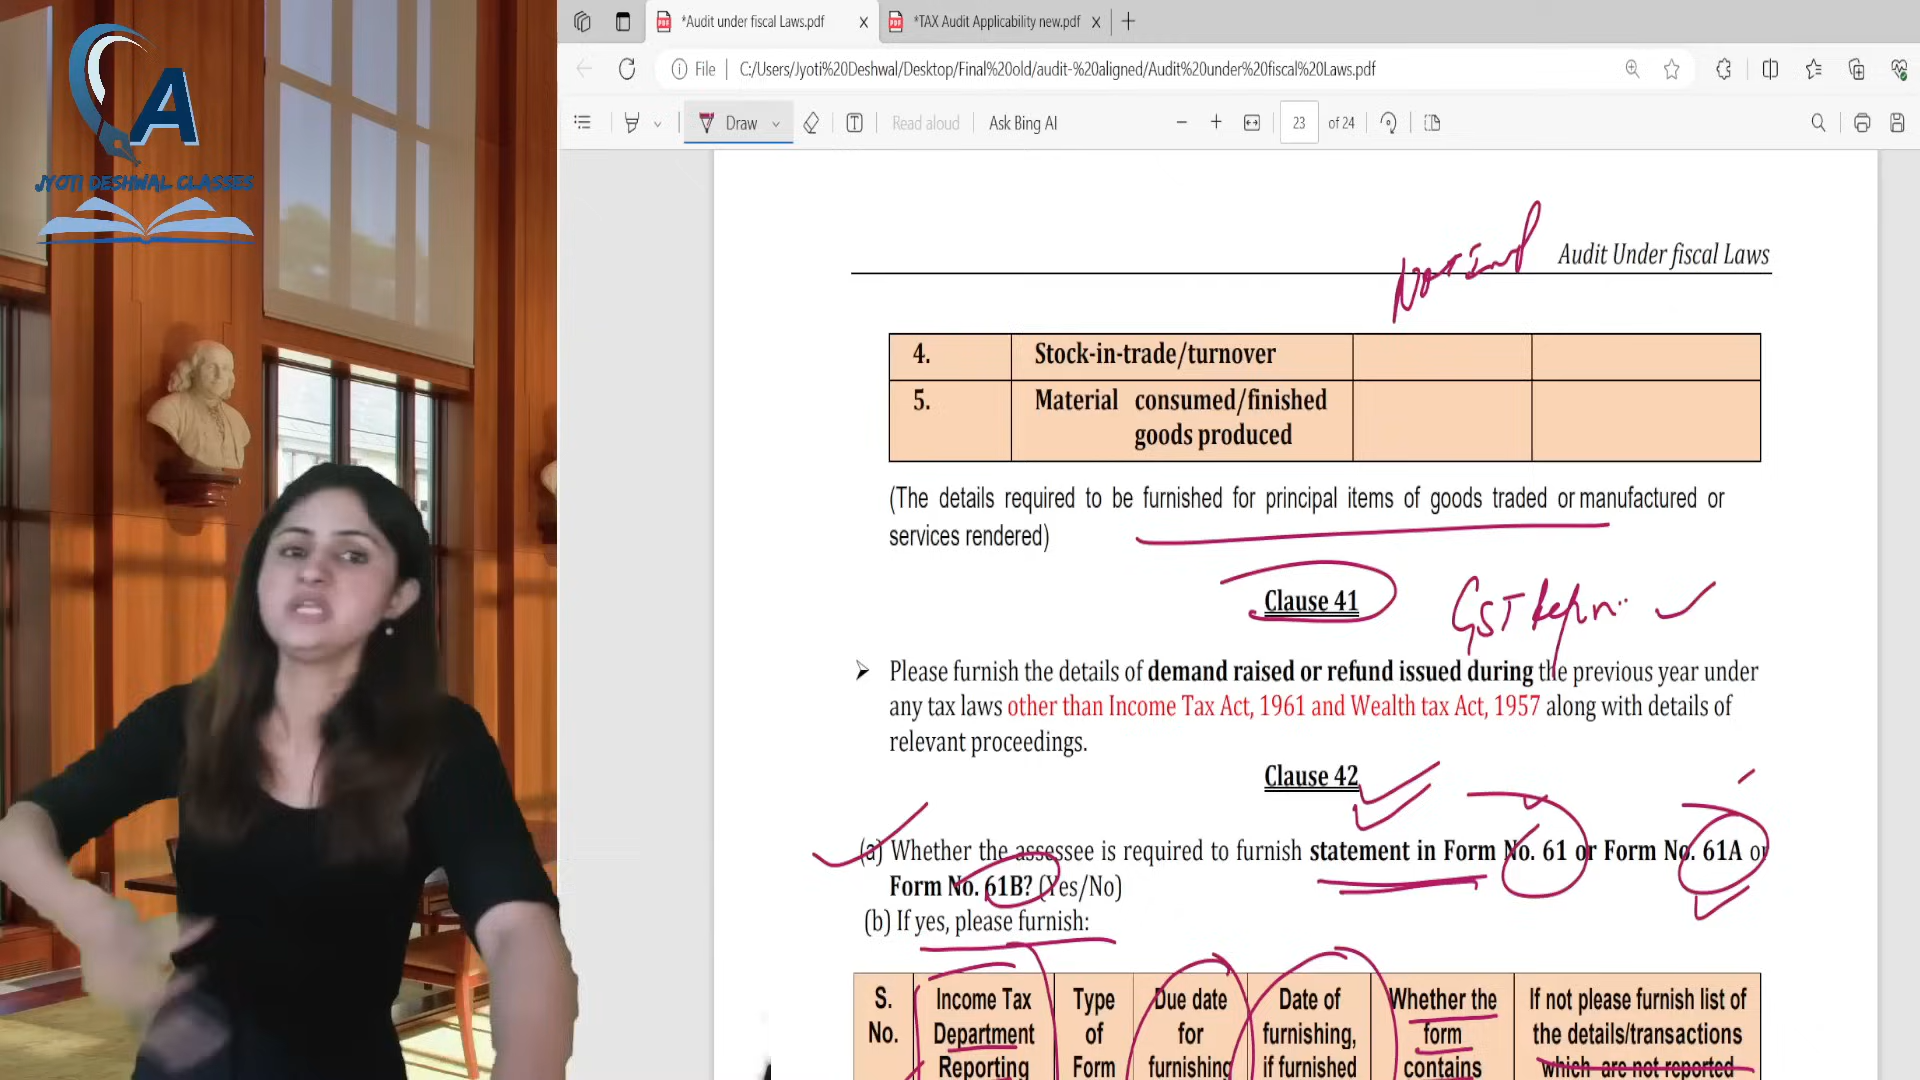 *Audit under fiscal Laws.pdf
*TAX Audit Applicability new.pdf
File
C:/Users/Jyoti%20Deshwal/Desktop/Final%20old/audit-%20aligned/Audit%20under%20fiscal%20Laws.pdf
Draw
Read aloud
Ask Bing AI
23
of 24
CA
JYOTI DESHWAL CLASSES
Audit Under fiscal Laws
4. Stock-in-trade/turnover
5. Material consumed/finished
goods produced
(The details required to be furnished for principal items of goods traded or manufactured or
services rendered)
Clause 41
GST
Please furnish the details of demand raised or refund issued during the previous year under
any tax laws other than Income Tax Act, 1961 and Wealth tax Act, 1957 along with details of
relevant proceedings.
Clause 42
(a) Whether the assessee is required to furnish statement in Form No. 61 or Form No. 61A or
Form No. 61B? (Yes/No)
(b) If yes, please furnish:
S.
No.
Income Tax
Department
Reporting
Type
of
Form
Due date
for
furnishing
Date of
furnishing,
if furnished
Whether the
form
contains
If not please furnish list of
the details/transactions
which are not reported